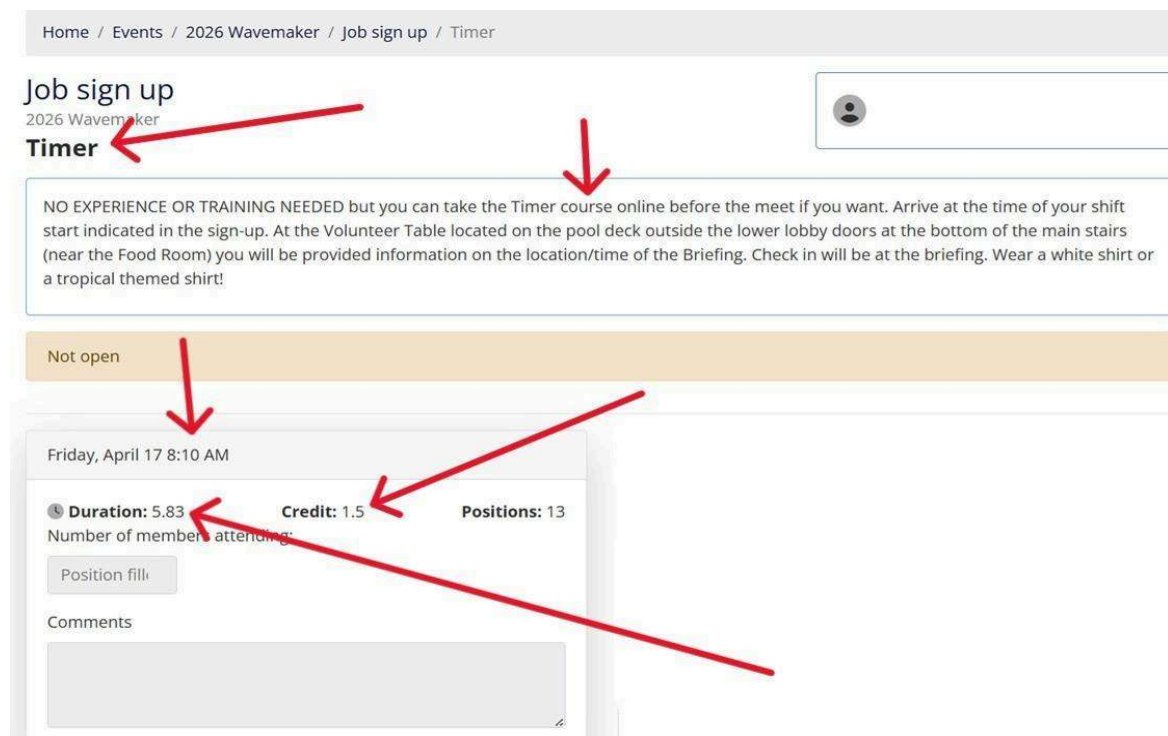 Home / Events / 2026 Wavemaker / Job sign up / Timer
Job sign up
2026 Wavemaker
Timer
NO EXPERIENCE OR TRAINING NEEDED but you can take the Timer course online before the meet if you want. Arrive at the time of your shift
start indicated in the sign-up. At the Volunteer Table located on the pool deck outside the lower lobby doors at the bottom of the main stairs
(near the Food Room) you will be provided information on the location/time of the Briefing. Check in will be at the briefing. Wear a white shirt or
a tropical themed shirt!
Not open
Friday, April 17 8:10 AM
Duration: 5.83 Credit: 1.5 Positions: 13
Number of members attending:
Position fill
Comments